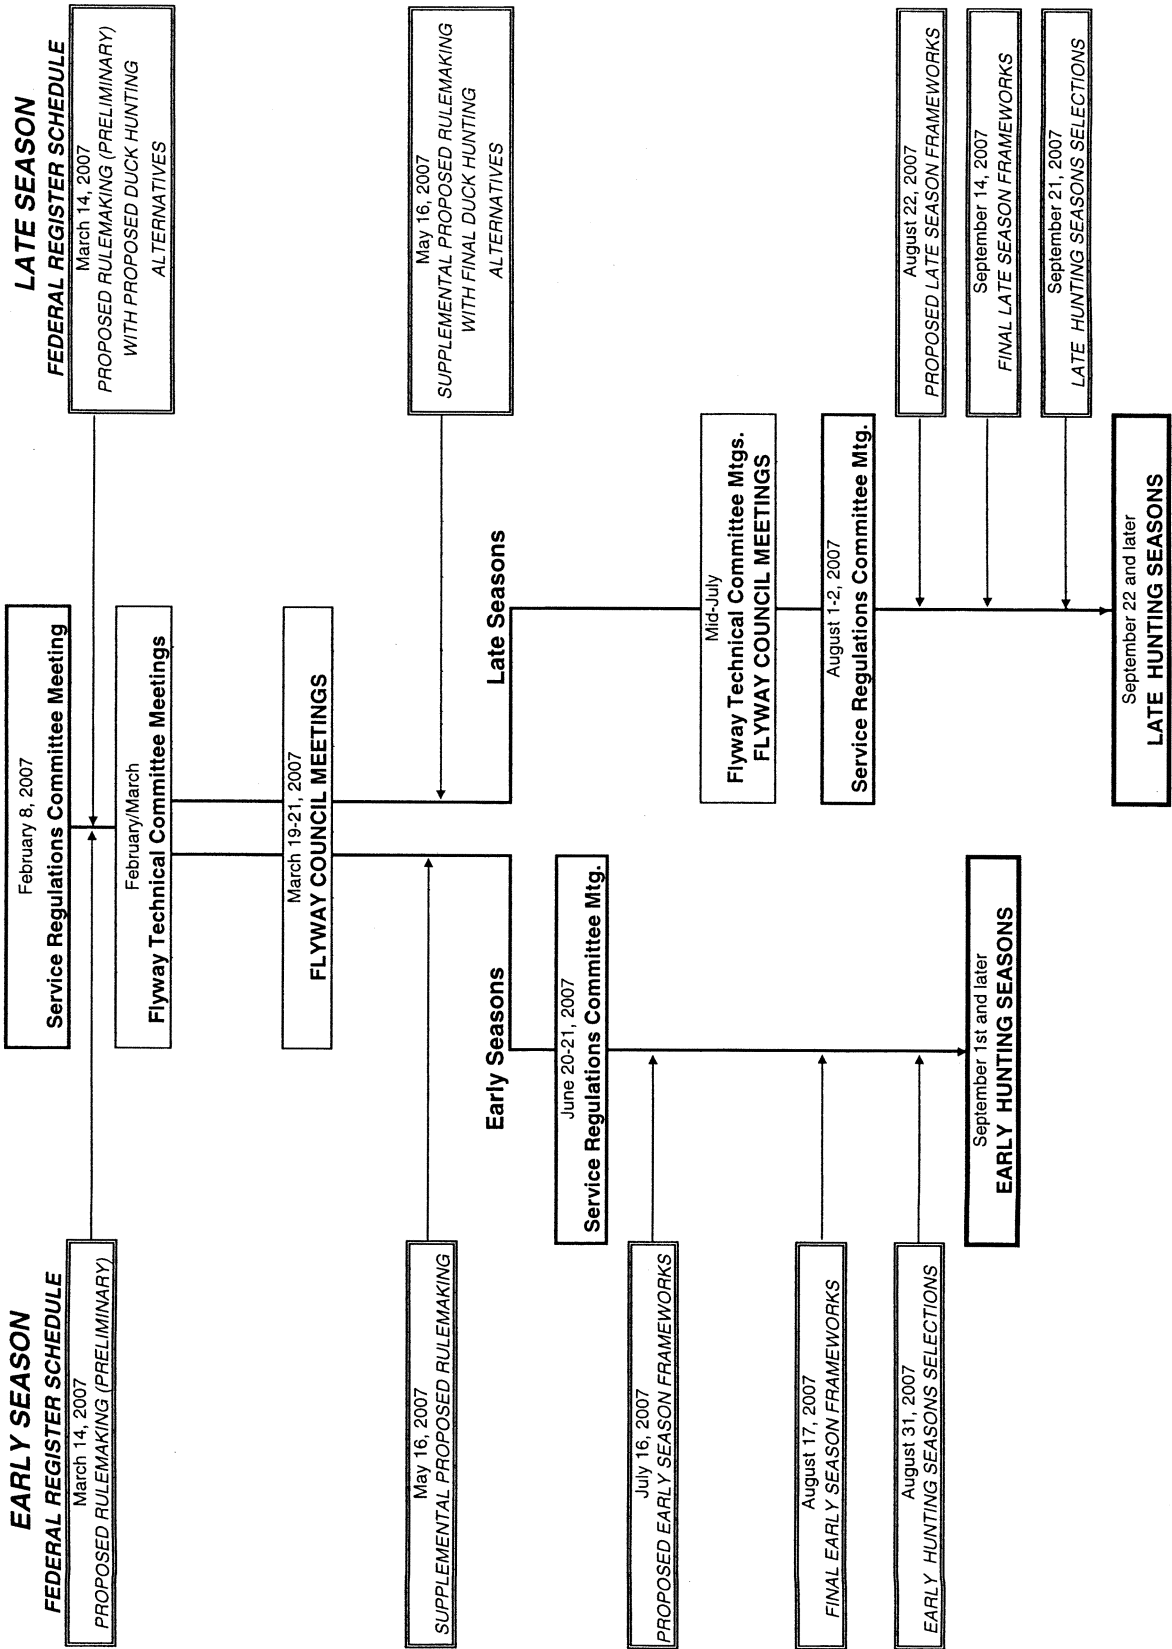 EARLY SEASON
FEDERAL REGISTER SCHEDULE
March 14, 2007
PROPOSED RULEMAKING (PRELIMINARY)
May 16, 2007
SUPPLEMENTAL PROPOSED RULEMAKING
July 16, 2007
PROPOSED EARLY SEASON FRAMEWORKS
August 17, 2007
FINAL EARLY SEASON FRAMEWORKS
August 31, 2007
EARLY HUNTING SEASONS SELECTIONS
February 8, 2007
Service Regulations Committee Meeting
February/March
Flyway Technical Committee Meetings
March 19-21, 2007
FLYWAY COUNCIL MEETINGS
Early Seasons
June 20-21, 2007
Service Regulations Committee Mtg.
September 1st and later
EARLY HUNTING SEASONS
Late Seasons
Mid-July
Flyway Technical Committee Mtgs.
FLYWAY COUNCIL MEETINGS
August 1-2, 2007
Service Regulations Committee Mtg.
September 22 and later
LATE HUNTING SEASONS
LATE SEASON
FEDERAL REGISTER SCHEDULE
March 14, 2007
PROPOSED RULEMAKING (PRELIMINARY)
WITH PROPOSED DUCK HUNTING
ALTERNATIVES
May 16, 2007
SUPPLEMENTAL PROPOSED RULEMAKING
WITH FINAL DUCK HUNTING
ALTERNATIVES
August 22, 2007
PROPOSED LATE SEASON FRAMEWORKS
September 14, 2007
FINAL LATE SEASON FRAMEWORKS
September 21, 2007
LATE HUNTING SEASONS SELECTIONS